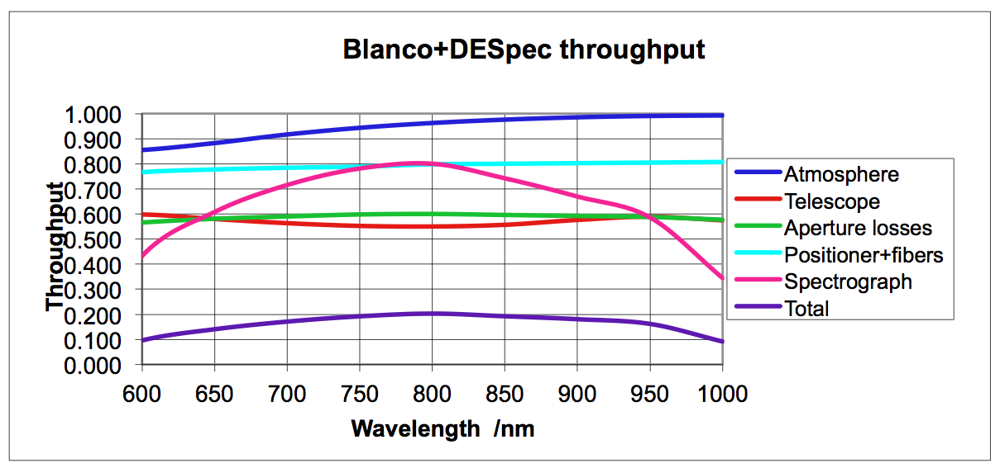 Blanco+DESpec throughput
1.000
0.900
0.800
0.700
0.600
0.500
0.400
0.300
0.200
0.100
0.000
Throughput
600 650 700 750 800 850 900 950 1000
Wavelength /nm
Atmosphere
Telescope
Aperture losses
Positioner+fibers
Spectrograph
Total